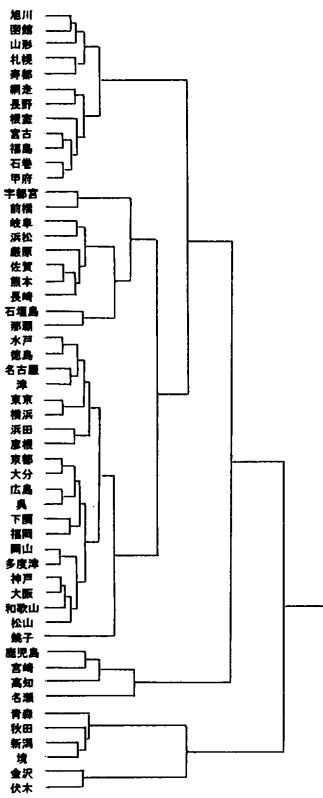 旭川
函館
山形
札幌
寿都
網走
長野
根室
宮古
福島
石巻
甲府
宇都宮
前橋
岐阜
浜松
厳原
佐賀
熊本
長崎
石垣島
那覇
水戸
徳島
名古屋
津
東京
横浜
浜田
彦根
京都
大分
広島
呉
下関
福岡
岡山
多度津
神戸
大阪
和歌山
松山
銚子
鹿児島
宮崎
高知
名瀬
青森
秋田
新潟
境
金沢
伏木